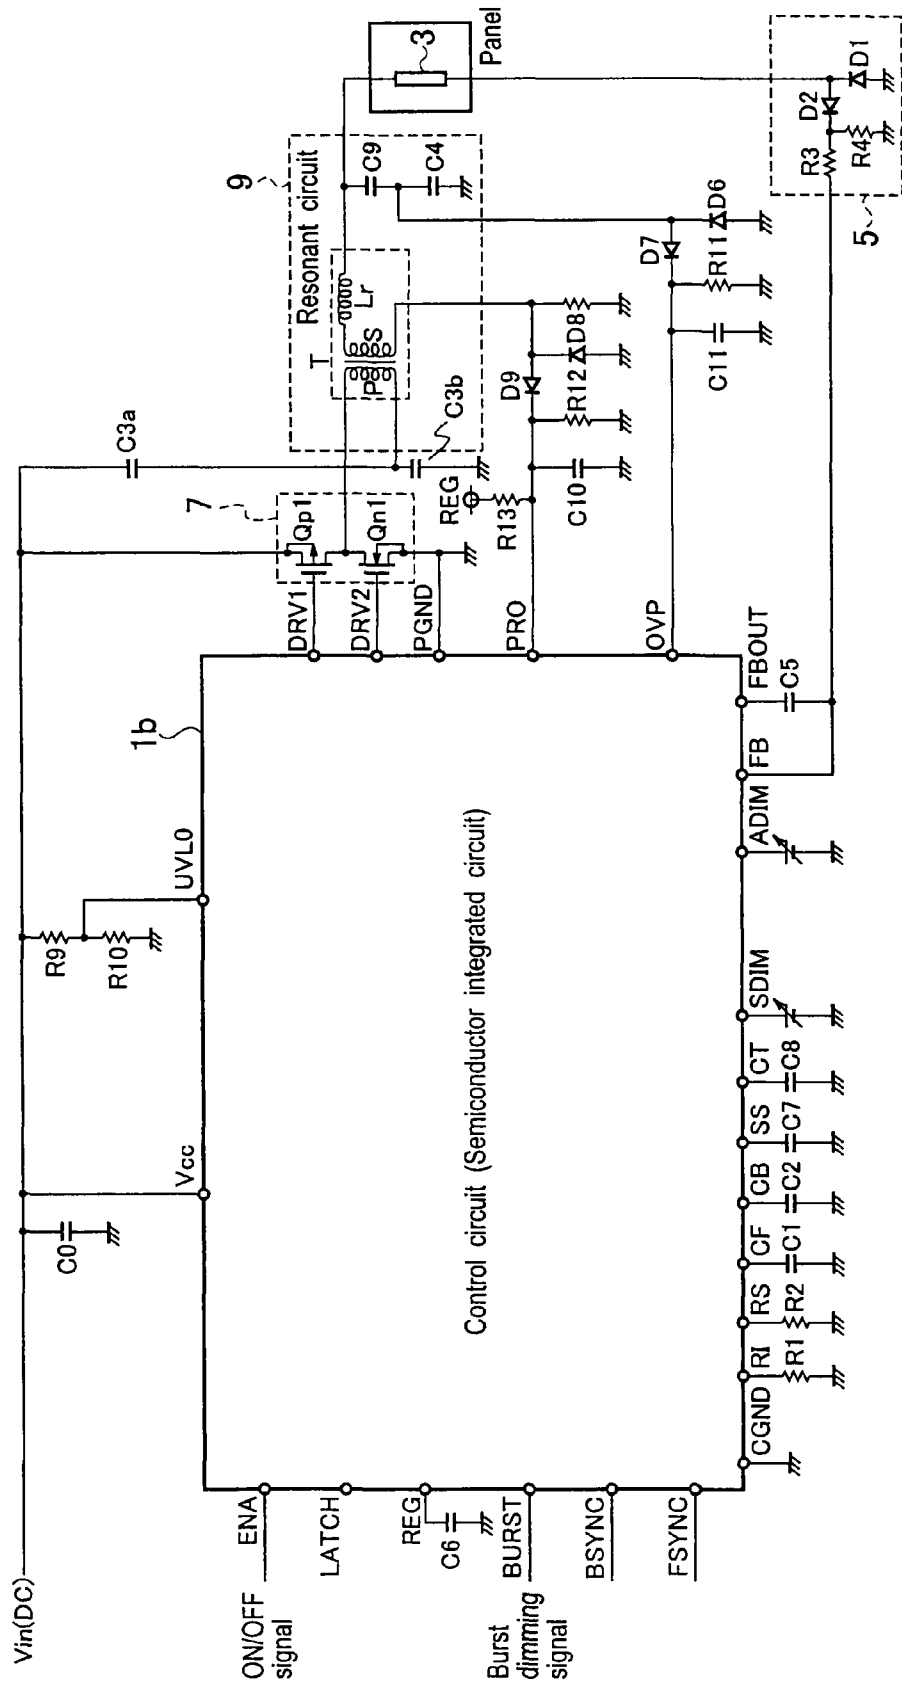 Vin(DC)
C0
Vcc
R9
R10
UVL0
1b
C3a
7
Qp1
Qn1
DRV1
DRV2
PGND
9
Resonant circuit
T
P
S
Lr
C3b
C9
C4
3
Panel
REG
R13
PRO
C10
R12
D9
D8
OVP
C11
R11
D7
D6
5
R3
R4
D2
D1
FBOUT
C5
FB
ADIM
SDIM
CT
C8
SS
C7
CB
C2
CF
C1
RS
R2
RI
R1
CGND
Control circuit (Semiconductor integrated circuit)
ON/OFF
signal
ENA
LATCH
REG
C6
BURST
Burst
dimming
signal
BSYNC
FSYNC